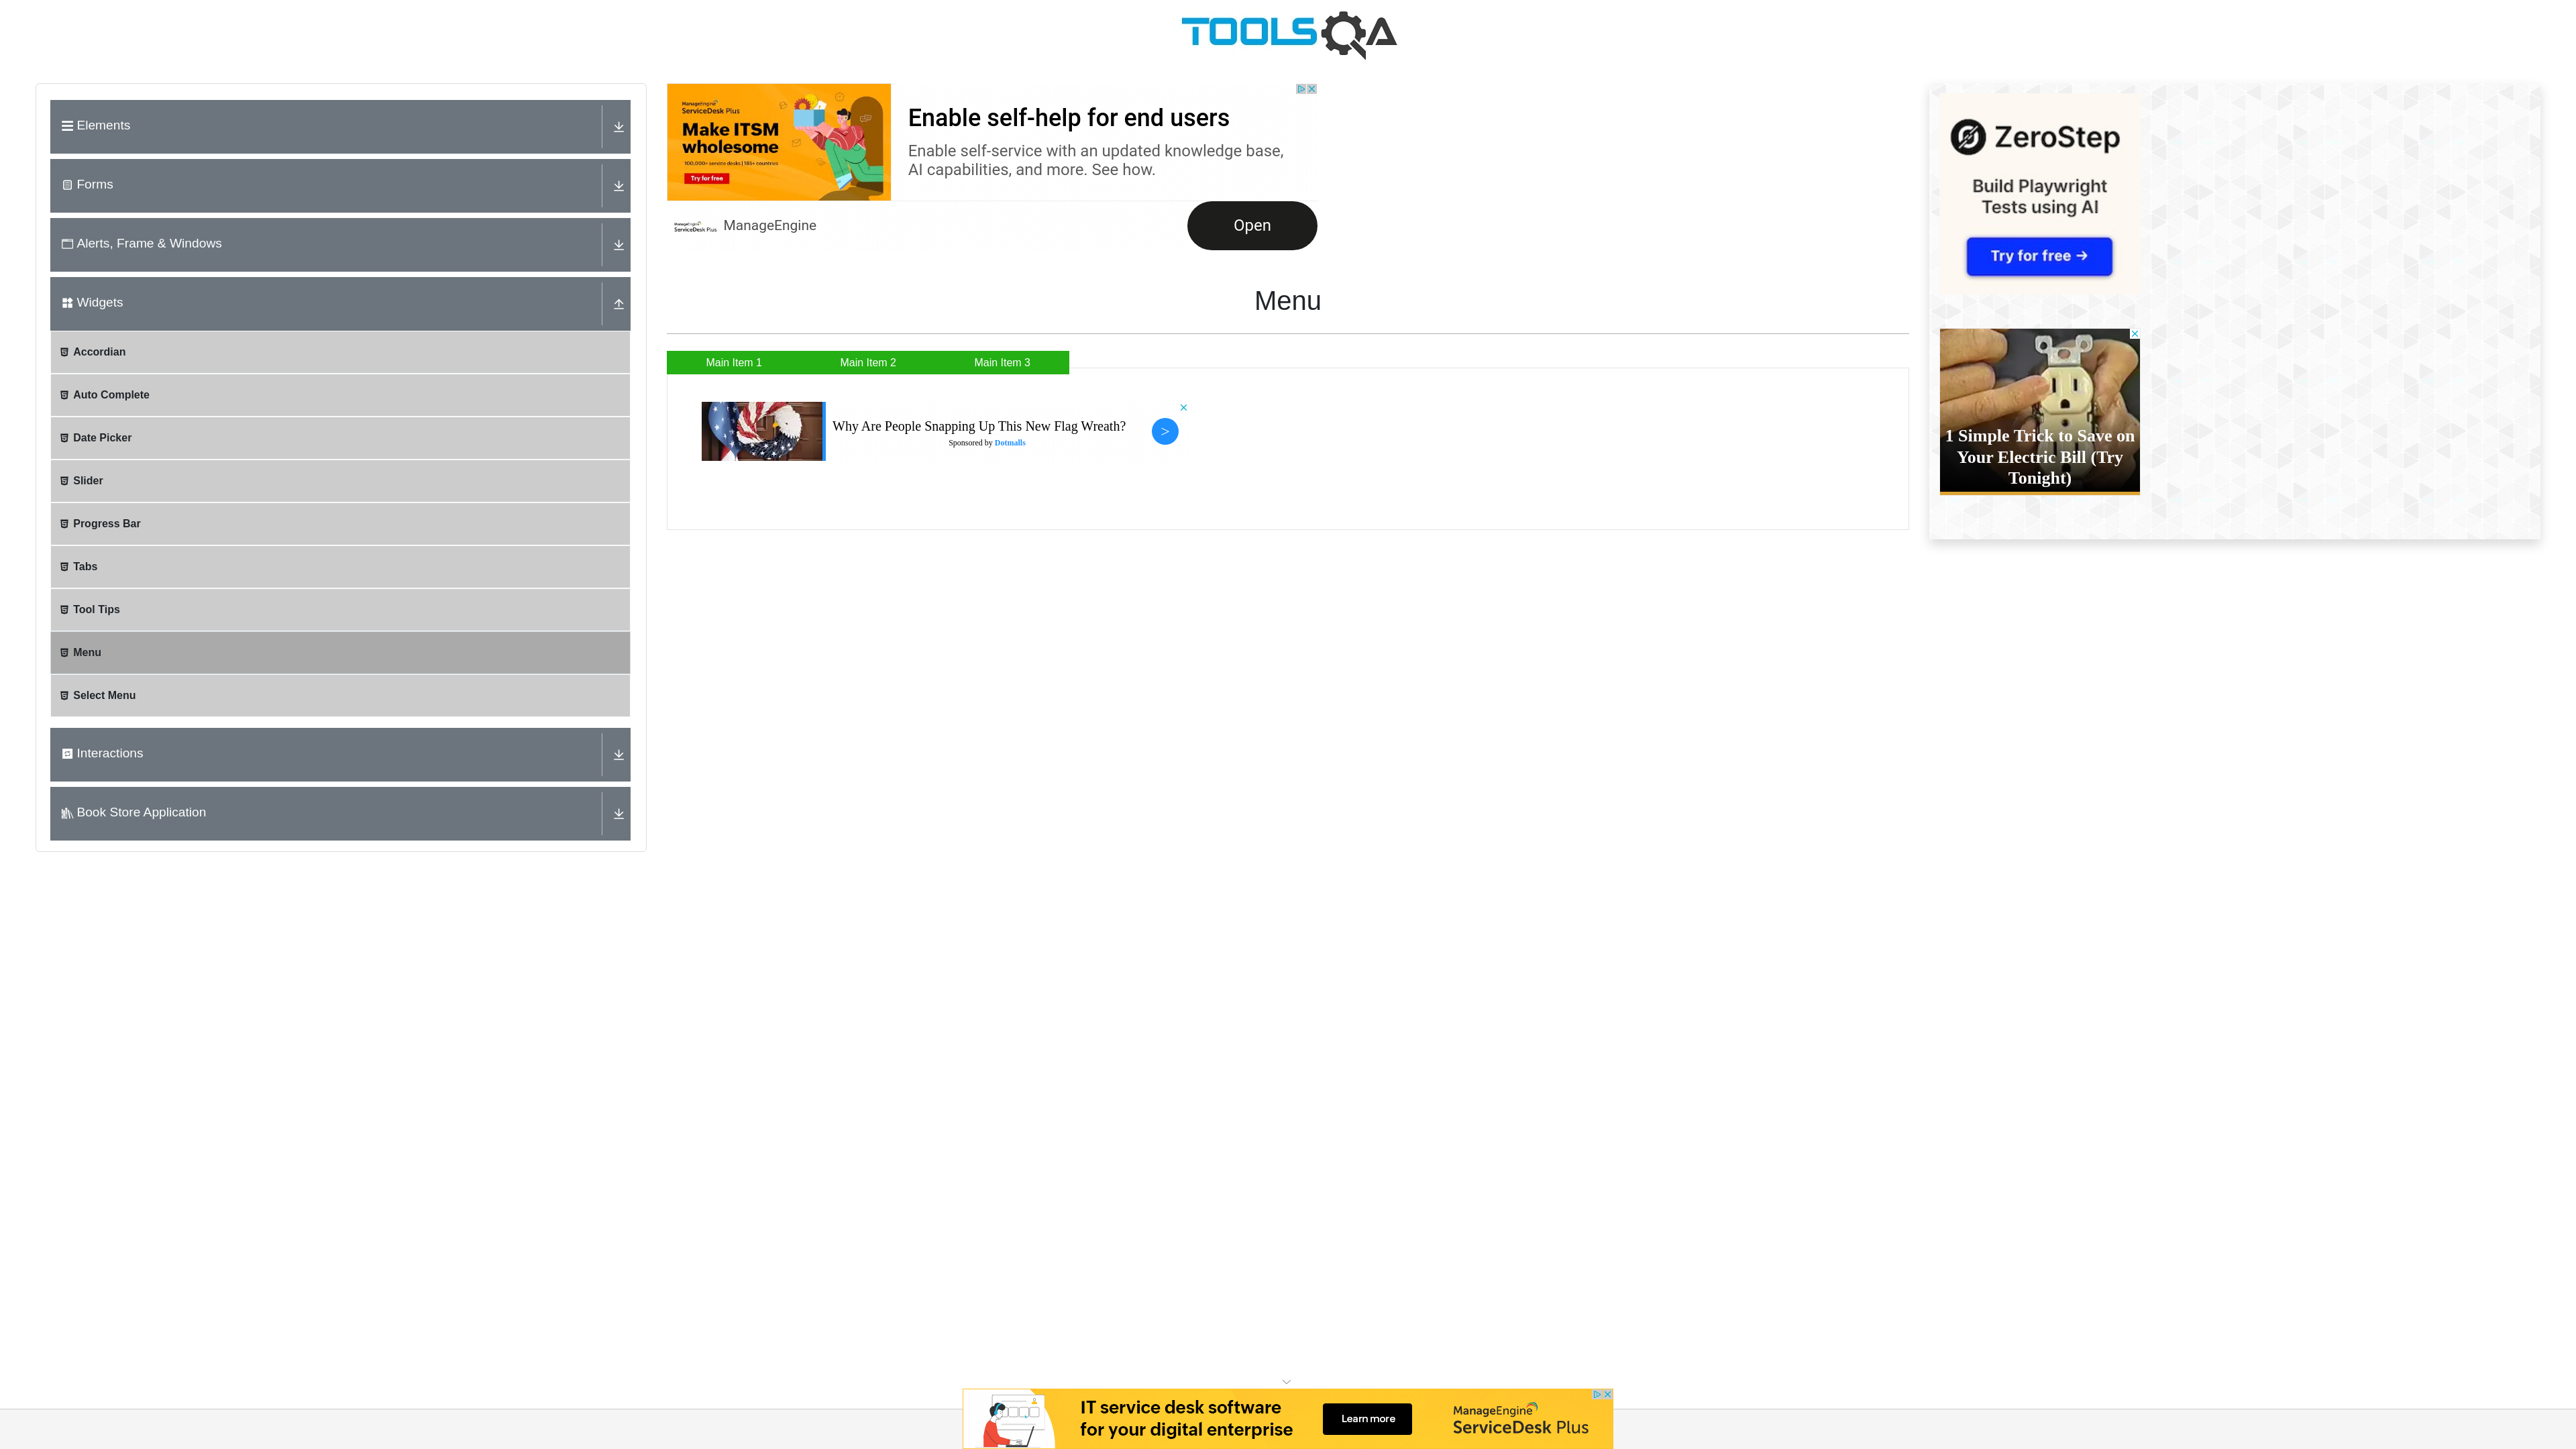 TOOLSQA
Elements
Forms
Alerts, Frame & Windows
Widgets
Accordian
Auto Complete
Date Picker
Slider
Progress Bar
Tabs
Tool Tips
Menu
Select Menu
Interactions
Book Store Application
ManageEngine
ServiceDesk Plus
Make ITSM
wholesome
100,000+ service desks | 185+ countries
Try for free
Enable self-help for end users
Enable self-service with an updated knowledge base,
AI capabilities, and more. See how.
ManageEngine
ServiceDesk Plus
ManageEngine
Open
Menu
Main Item 1
Main Item 2
Main Item 3
Why Are People Snapping Up This New Flag Wreath?
Sponsored by Dotmalls
>
ZeroStep
Build Playwright
Tests using AI
Try for free →
1 Simple Trick to Save on
Your Electric Bill (Try
Tonight)
IT service desk software
for your digital enterprise
Learn more
ManageEngine
ServiceDesk Plus